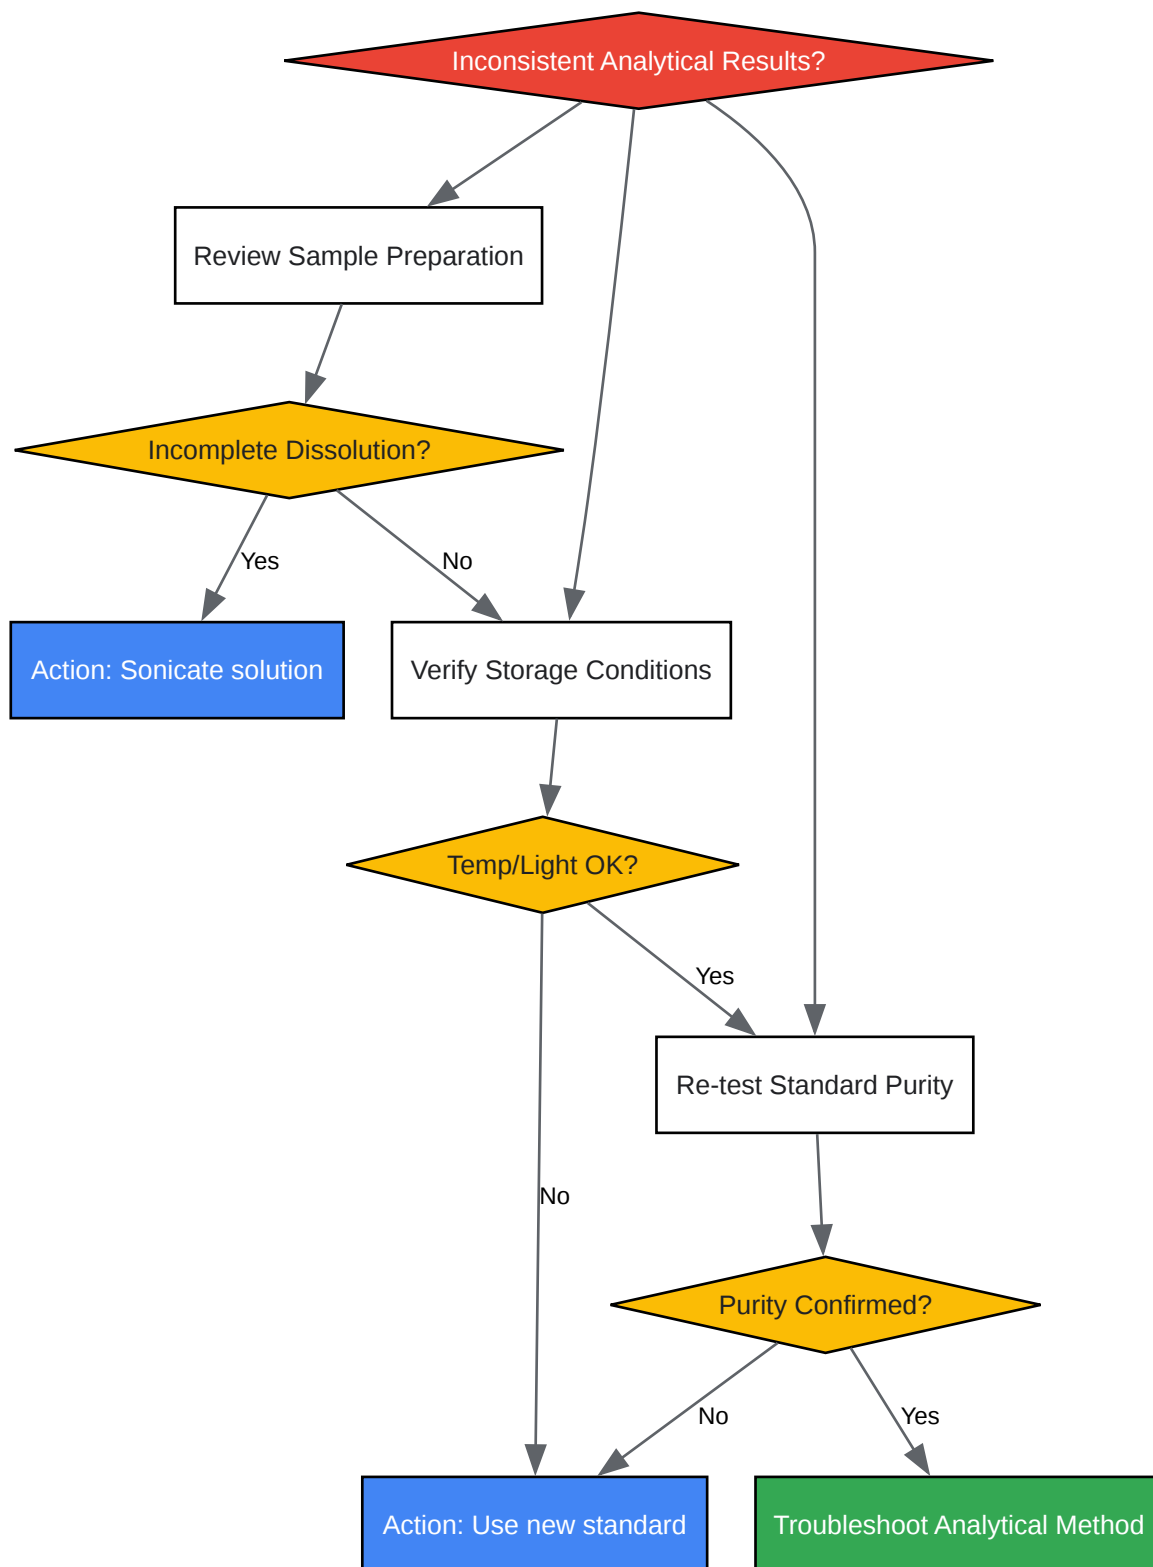 Inconsistent Analytical Results?
Review Sample Preparation
Incomplete Dissolution?
Yes
No
Action: Sonicate solution
Verify Storage Conditions
Temp/Light OK?
Yes
Re-test Standard Purity
No
Purity Confirmed?
No
Yes
Action: Use new standard
Troubleshoot Analytical Method